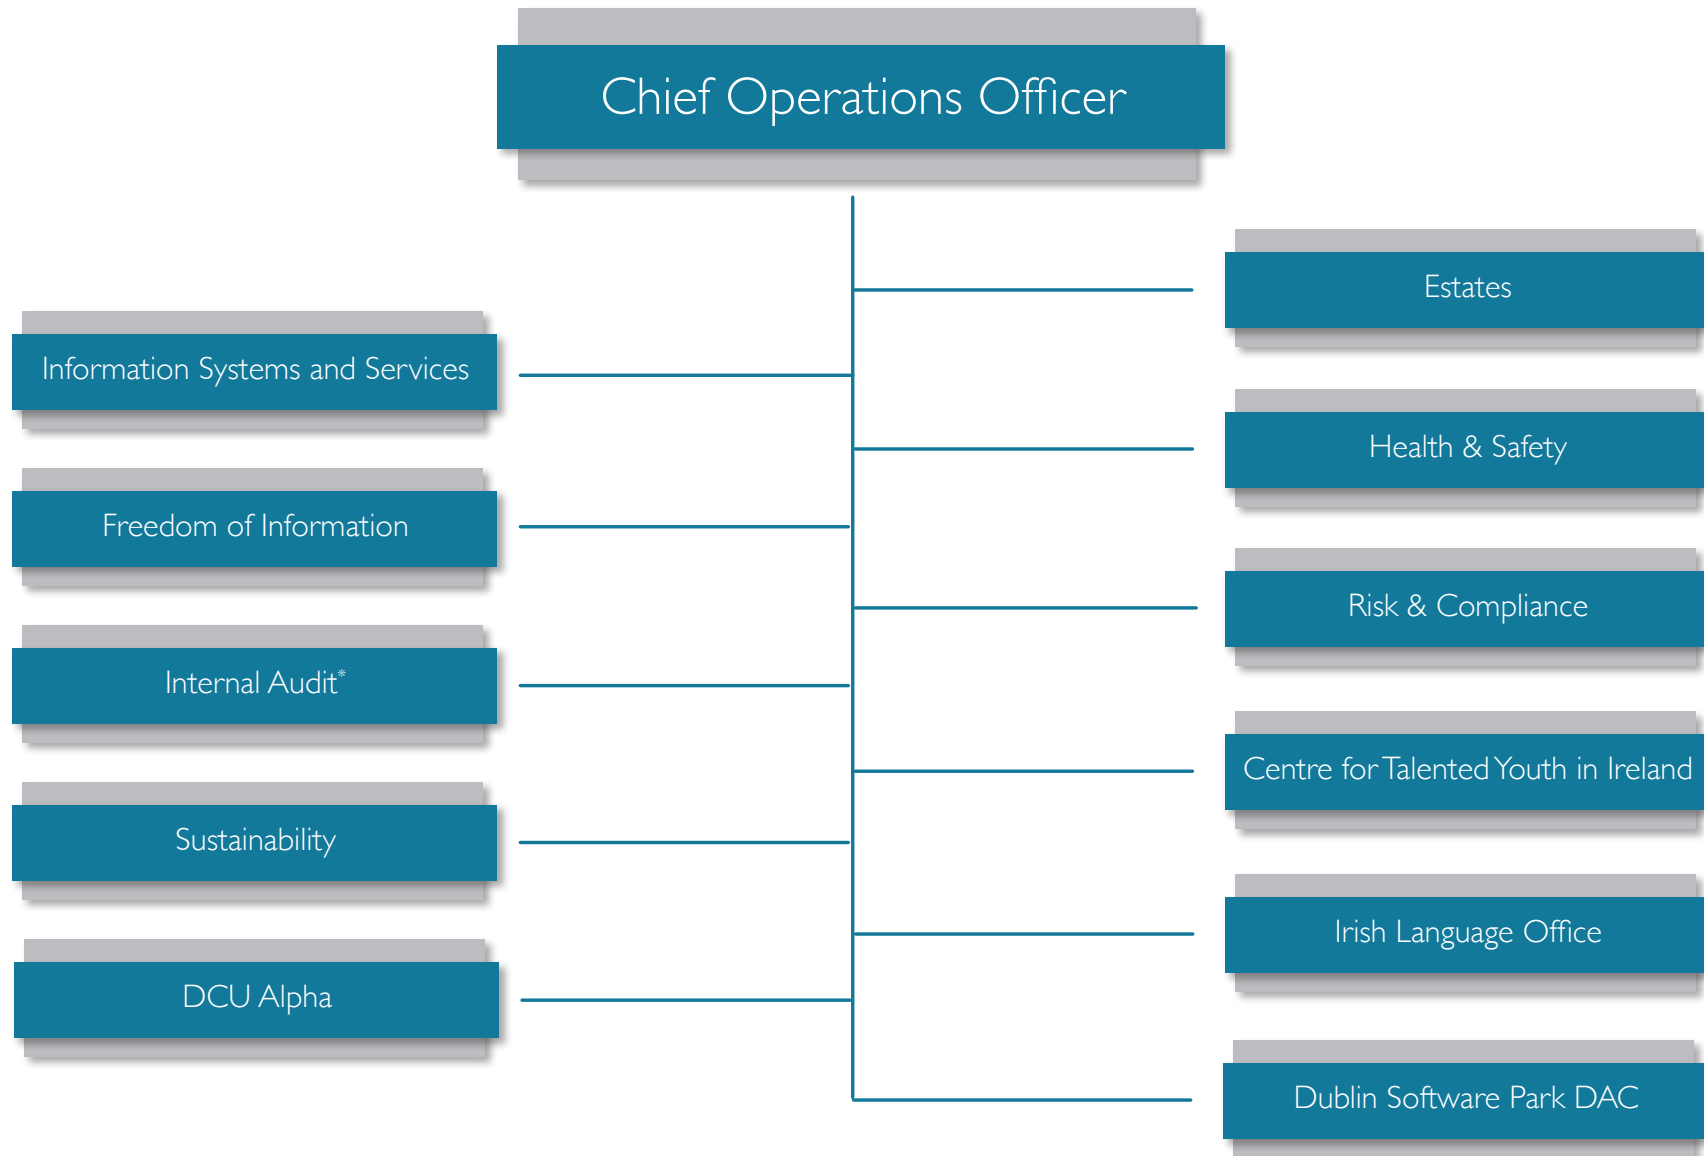 Chief Operations Officer
Information Systems and Services
Freedom of Information
Internal Audit*
Sustainability
DCU Alpha
Estates
Health & Safety
Risk & Compliance
Centre for Talented Youth in Ireland
Irish Language Office
Dublin Software Park DAC